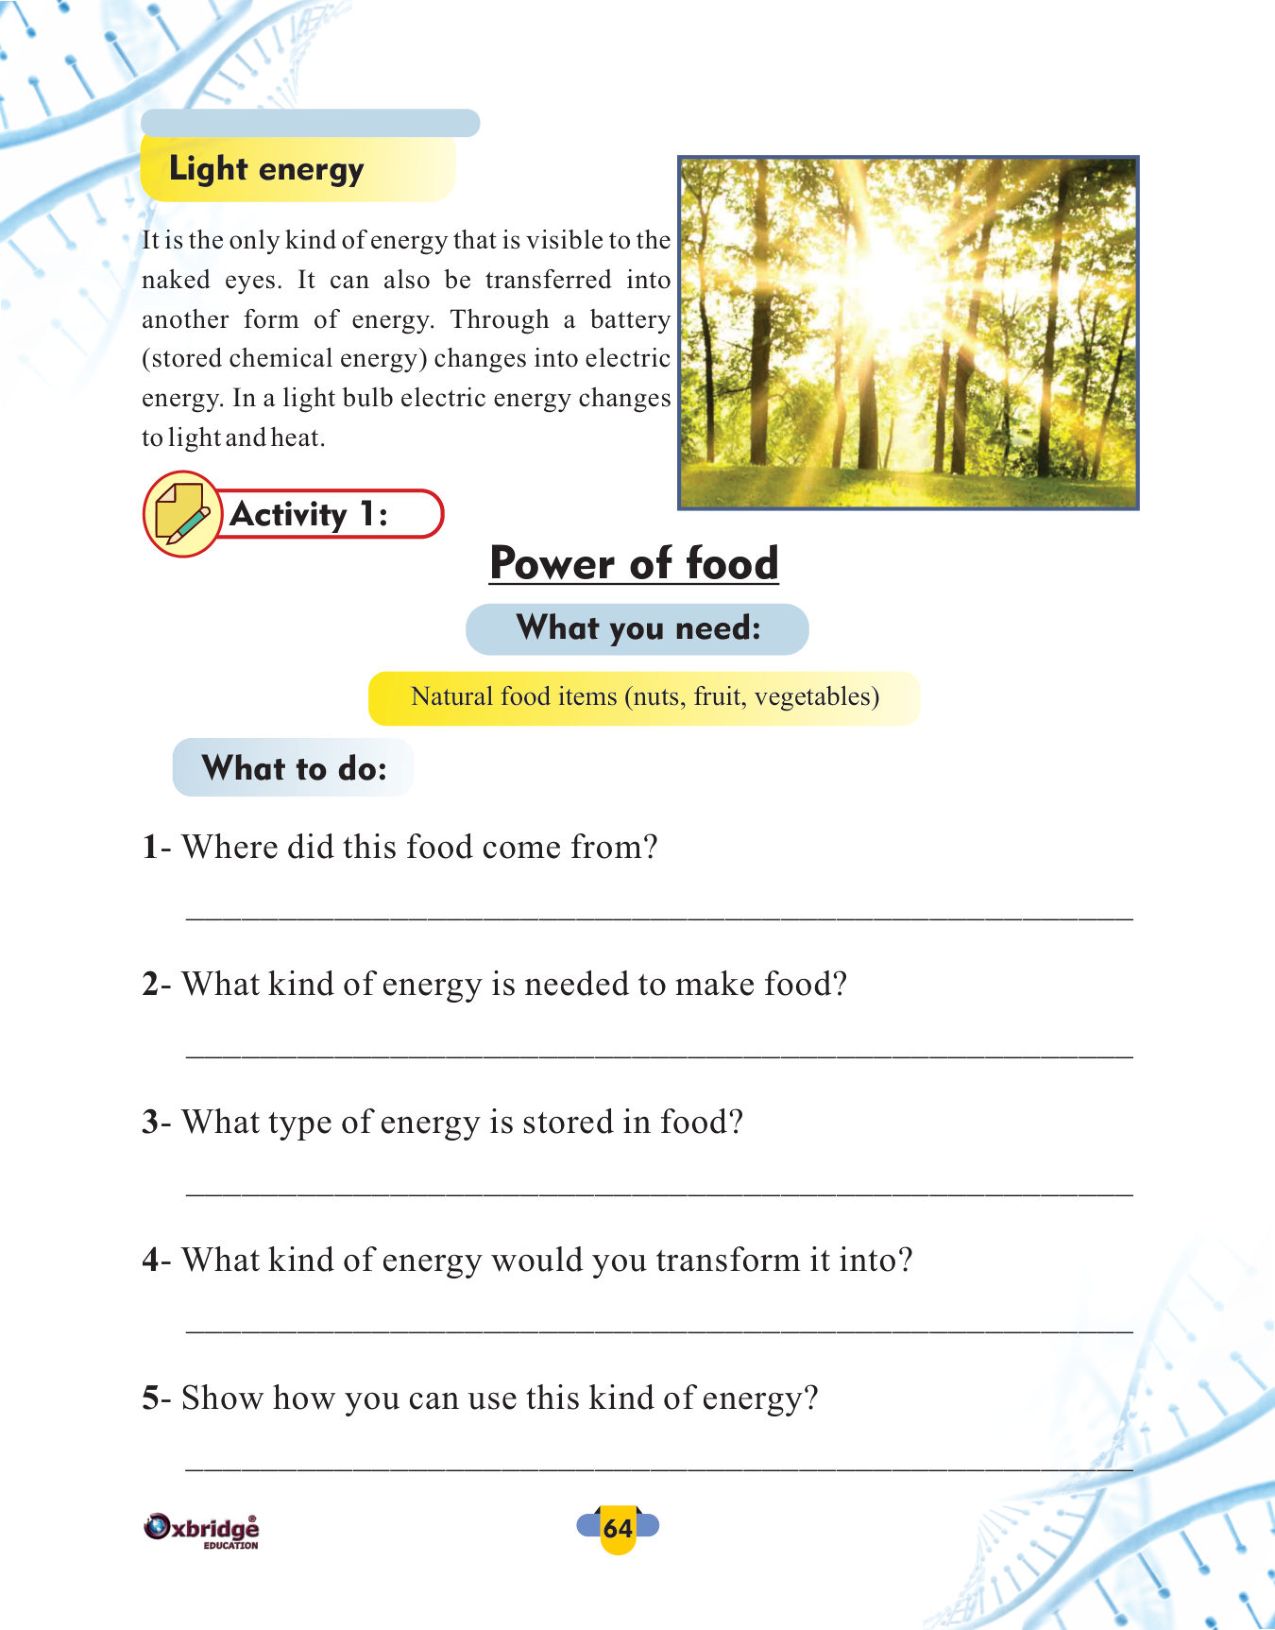 Light energy
It is the only kind of energy that is visible to the
naked eyes. It can also be transferred into
another form of energy. Through a battery
(stored chemical energy) changes into electric
energy. In a light bulb electric energy changes
to light and heat.
Activity 1:
Power of food
What you need:
Natural food items (nuts, fruit, vegetables)
What to do:
1- Where did this food come from?
2- What kind of energy is needed to make food?
3- What type of energy is stored in food?
4- What kind of energy would you transform it into?
5- Show how you can use this kind of energy?
Oxbridge®
EDUCATION
64